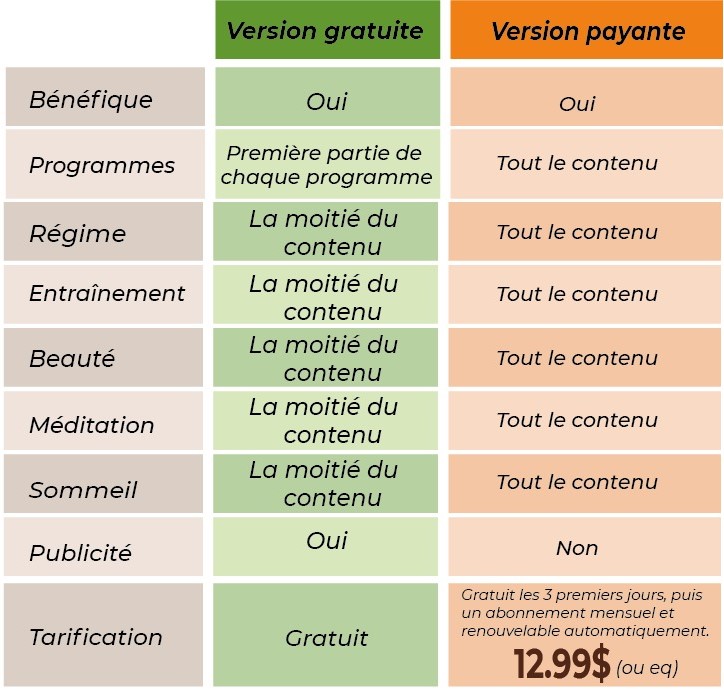 Version gratuite Version payante
Bénéfique Oui Oui
Programmes Première partie de chaque programme Tout le contenu
Régime La moitié du contenu Tout le contenu
Entraînement La moitié du contenu Tout le contenu
Beauté La moitié du contenu Tout le contenu
Méditation La moitié du contenu Tout le contenu
Sommeil La moitié du contenu Tout le contenu
Publicité Oui Non
Tarification Gratuit Gratuit les 3 premiers jours, puis
un abonnement mensuel et
renouvelable automatiquement.
12.99$ (ou eq)